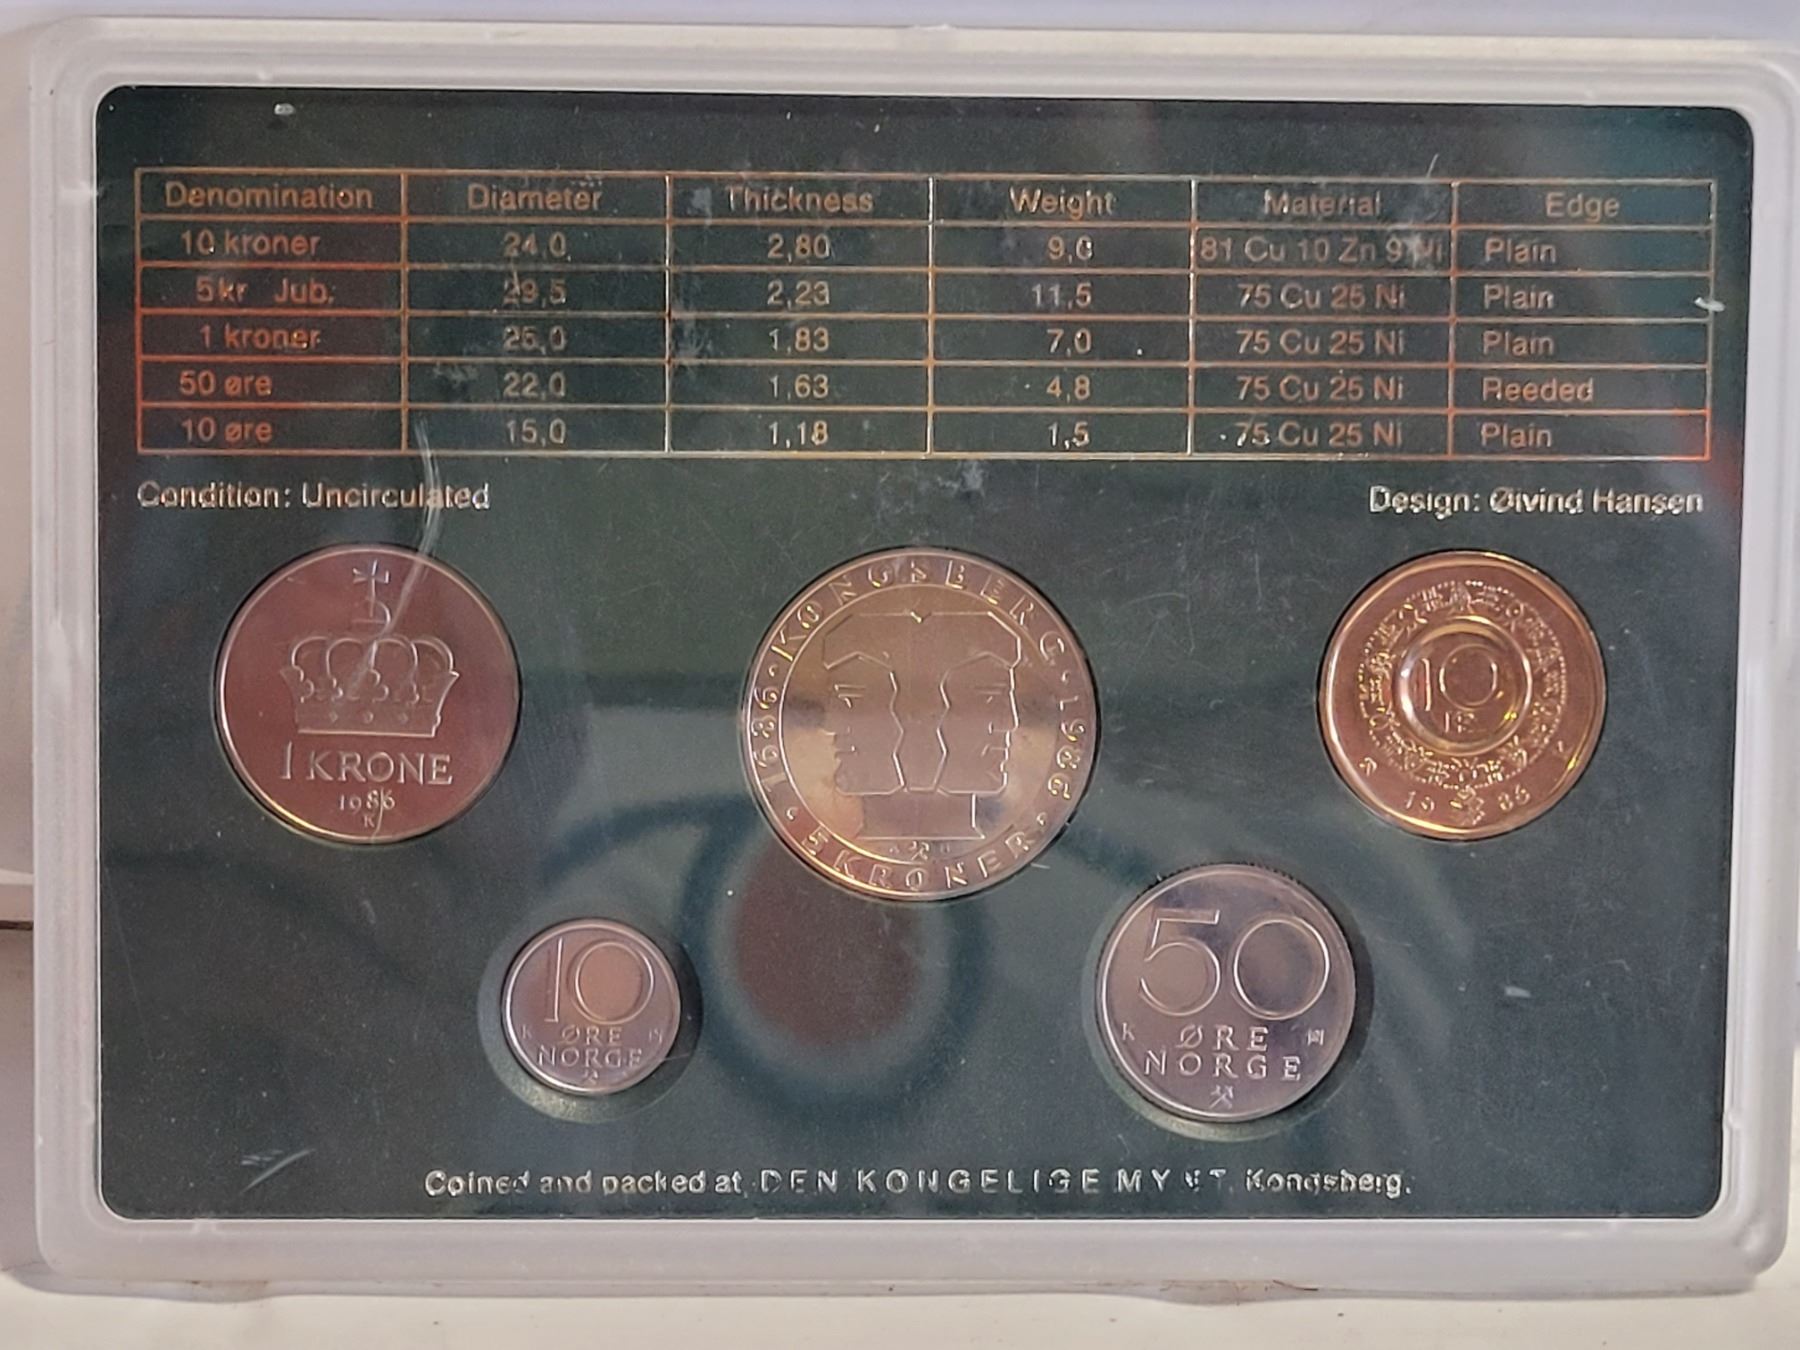 Denomination Diameter Thickness Weight Material Edge
10 kroner 24,0 2,80 9,0 81 Cu 10 Zn 9 Ni Plain
5 kr Jub. 29,5 2,23 11,5 75 Cu 25 Ni Plain
1 kroner 25,0 1,83 7,0 75 Cu 25 Ni Plain
50 øre 22,0 1,63 4,8 75 Cu 25 Ni Reeded
10 øre 15,0 1,18 1,5 75 Cu 25 Ni Plain
Condition: Uncirculated
Design: Øivind Hansen
1 KRONE
1986
K
1686 · KONGSBERG · 1986
5 KRONER
10
KR
19 86
10
ØRE
K
NORGE
50
K ØRE
NORGE
Coined and packed at DEN KONGELIGE MYNT, Kongsberg.